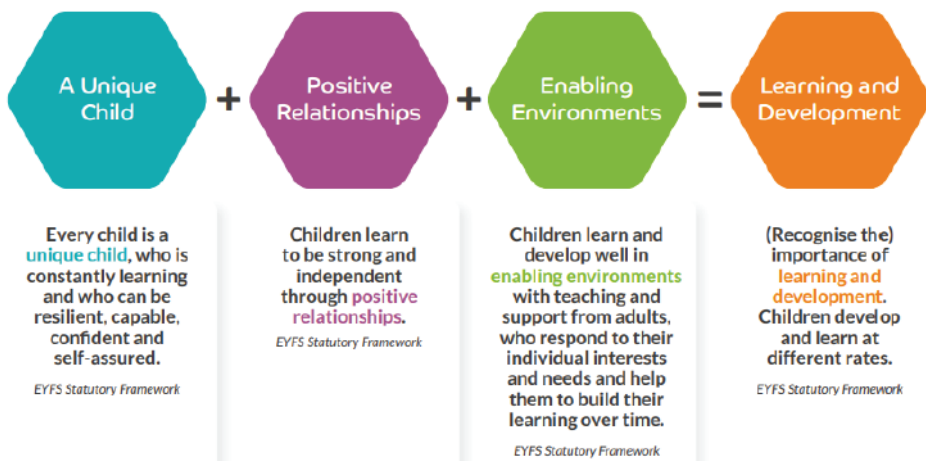 A Unique
Child
+
Positive
Relationships
+
Enabling
Environments
=
Learning and
Development
Every child is a
unique child, who is
constantly learning
and who can be
resilient, capable,
confident and
self-assured.
EYFS Statutory Framework
Children learn
to be strong and
independent
through positive
relationships.
EYFS Statutory Framework
Children learn and
develop well in
enabling environments
with teaching and
support from adults,
who respond to their
individual interests
and needs and help
them to build their
learning over time.
EYFS Statutory Framework
(Recognise the)
importance of
learning and
development.
Children develop
and learn at
different rates.
EYFS Statutory Framework